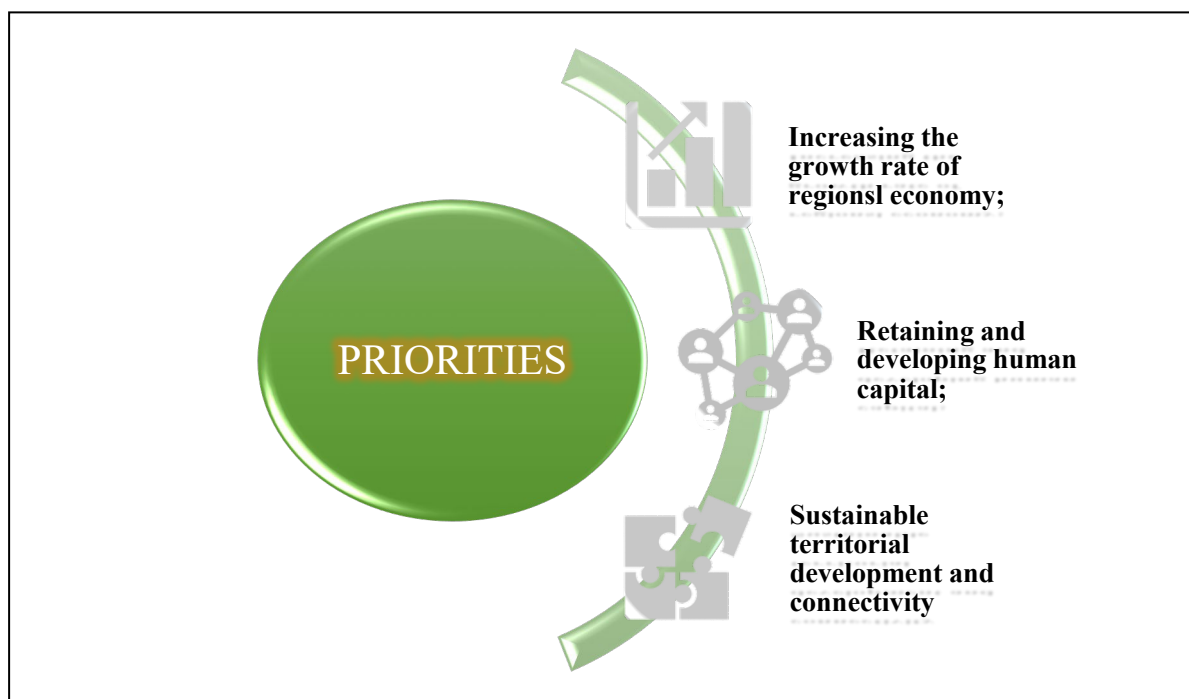 PRIORITIES
Increasing the
growth rate of
regionsl economy;
Retaining and
developing human
capital;
Sustainable
territorial
development and
connectivity